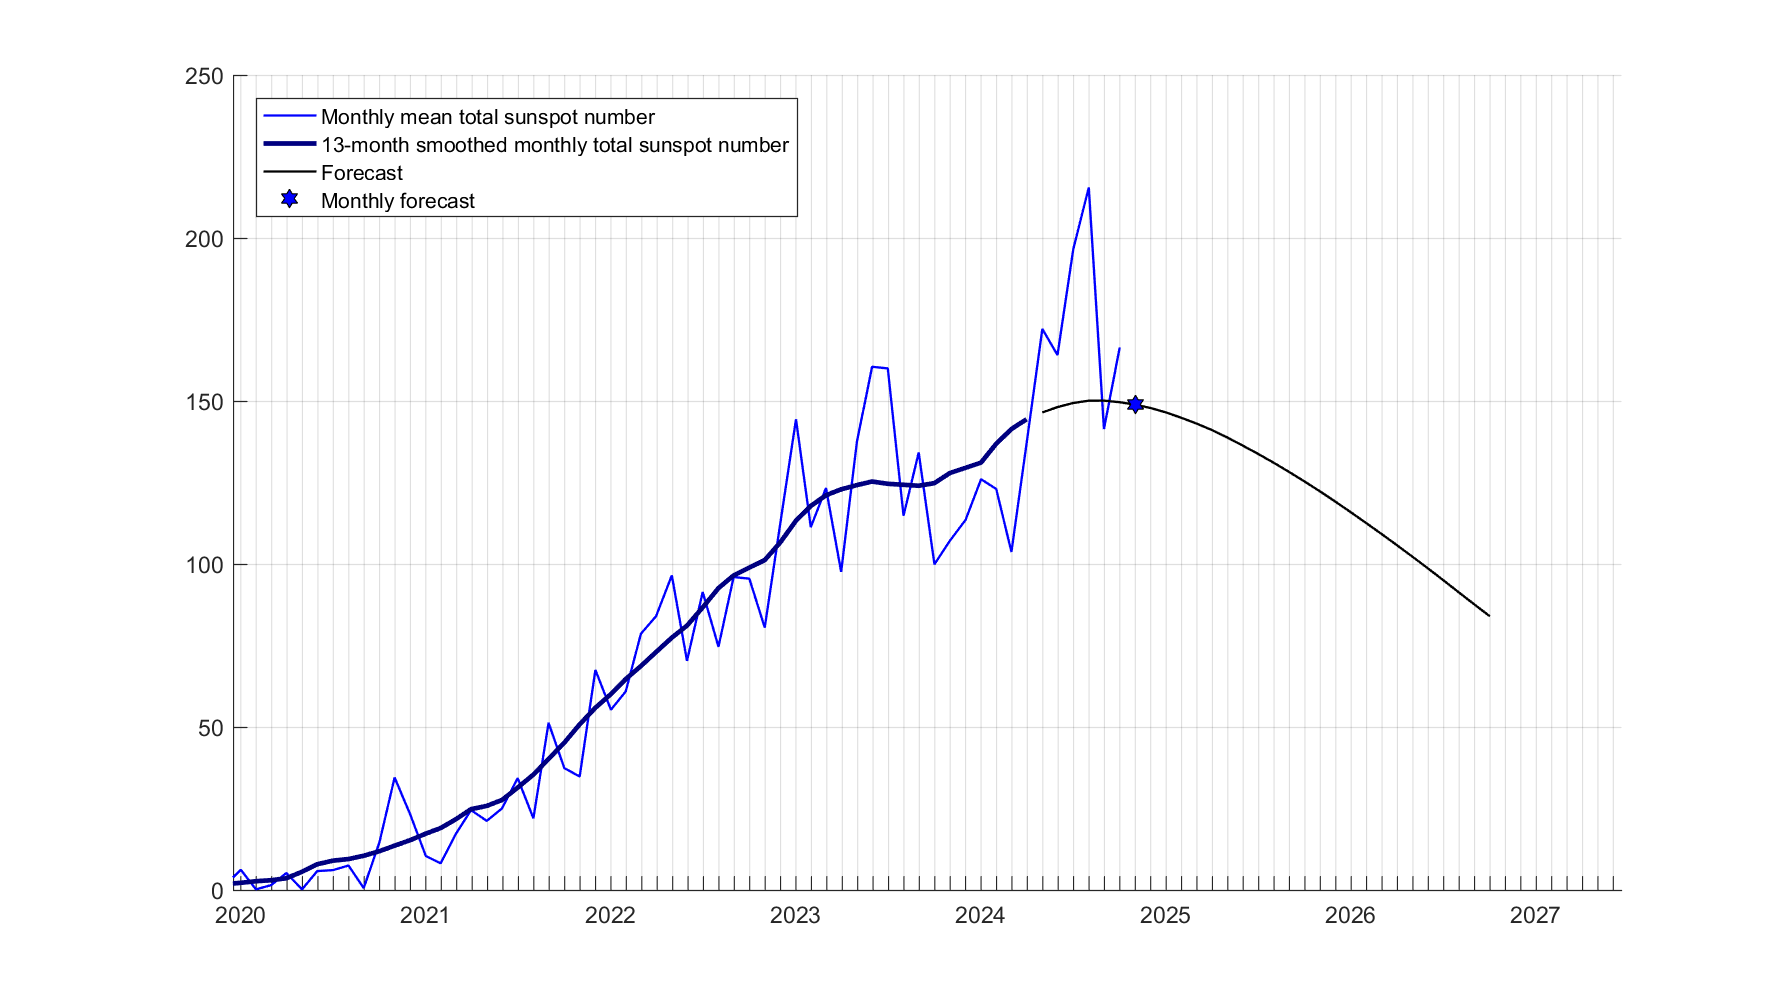 250
Monthly mean total sunspot number
13-month smoothed monthly total sunspot number
Forecast
Monthly forecast
200
150
100
50
0
2020 2021 2022 2023 2024 2025 2026 2027